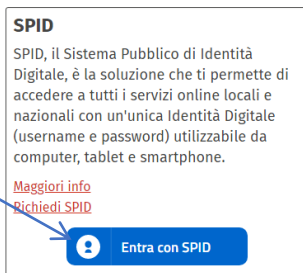 SPID
SPID, il Sistema Pubblico di Identità
Digitale, è la soluzione che ti permette di
accedere a tutti i servizi online locali e
nazionali con un'unica Identità Digitale
(username e password) utilizzabile da
computer, tablet e smartphone.
Maggiori info
Richiedi SPID
Entra con SPID